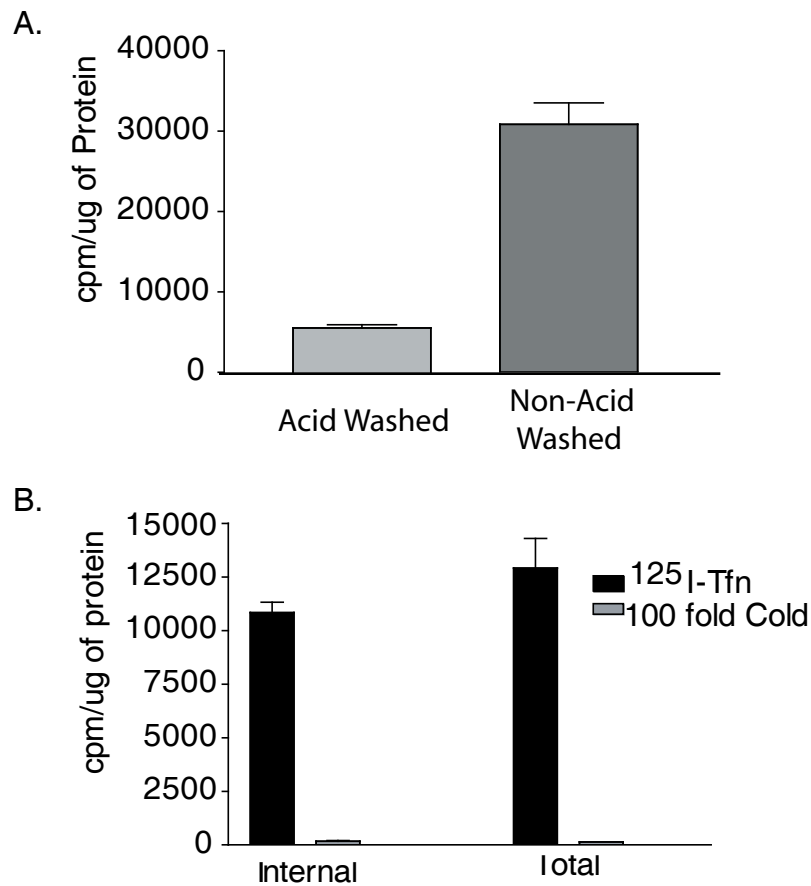 A.
cpm/ug of Protein
40000
30000
20000
10000
0
Acid Washed
Non-Acid
Washed
B.
cpm/ug of protein
15000
12500
10000
7500
5000
2500
0
Internal
Total
125 I-Tfn
100 fold Cold